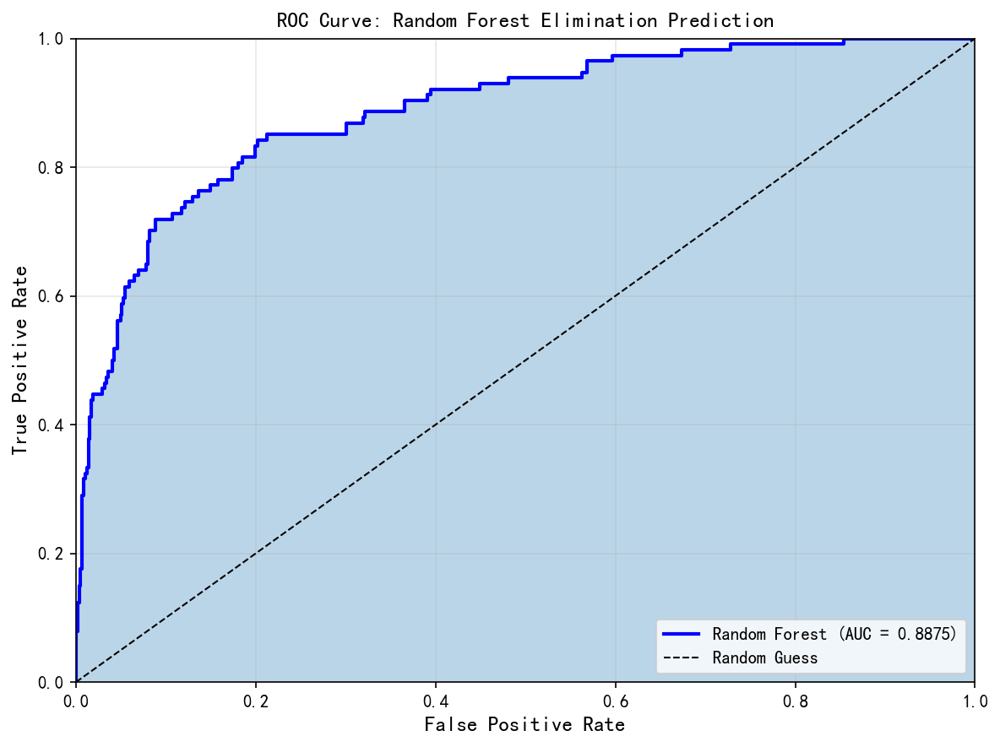 ROC Curve: Random Forest Elimination Prediction
True Positive Rate
1.0
0.8
0.6
0.4
0.2
0.0
0.0 0.2 0.4 0.6 0.8 1.0
False Positive Rate
Random Forest (AUC = 0.8875)
Random Guess